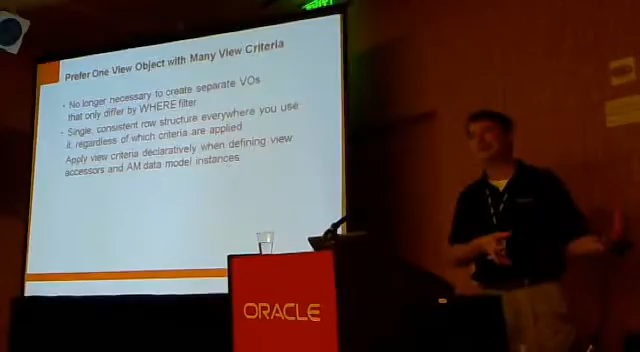 Prefer One View Object with Many View Criteria
• No longer necessary to create separate VOs
that only differ by WHERE filter
• Single, consistent row structure everywhere you use
it, regardless of which criteria are applied
Apply view criteria declaratively when defining view
accessors and AM data model instances
ORACLE